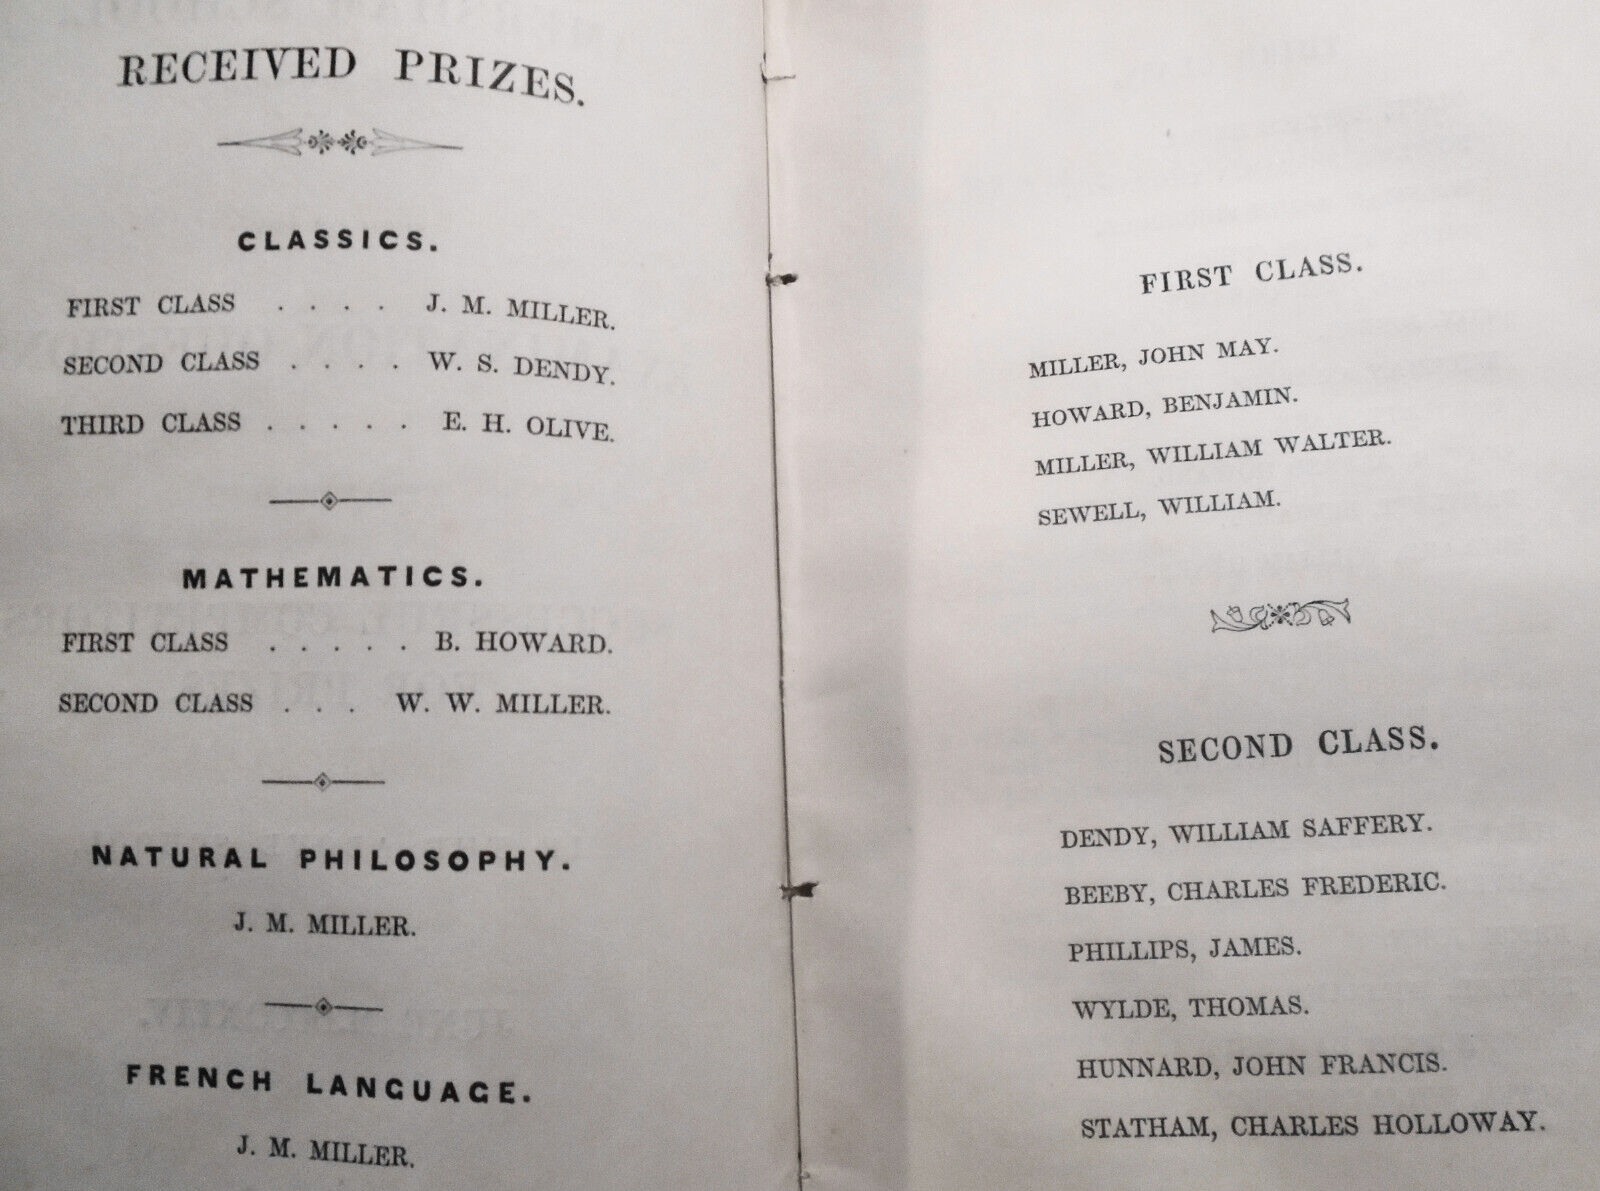 RECEIVED PRIZES.
CLASSICS.
FIRST CLASS . . . . J. M. MILLER.
SECOND CLASS . . . . W. S. DENDY.
THIRD CLASS . . . . . E. H. OLIVE.
MATHEMATICS.
FIRST CLASS . . . . . B. HOWARD.
SECOND CLASS . . . W. W. MILLER.
NATURAL PHILOSOPHY.
J. M. MILLER.
FRENCH LANGUAGE.
J. M. MILLER.
FIRST CLASS.
MILLER, JOHN MAY.
HOWARD, BENJAMIN.
MILLER, WILLIAM WALTER.
SEWELL, WILLIAM.
SECOND CLASS.
DENDY, WILLIAM SAFFERY.
BEEBY, CHARLES FREDERIC.
PHILLIPS, JAMES.
WYLDE, THOMAS.
HUNNARD, JOHN FRANCIS.
STATHAM, CHARLES HOLLOWAY.